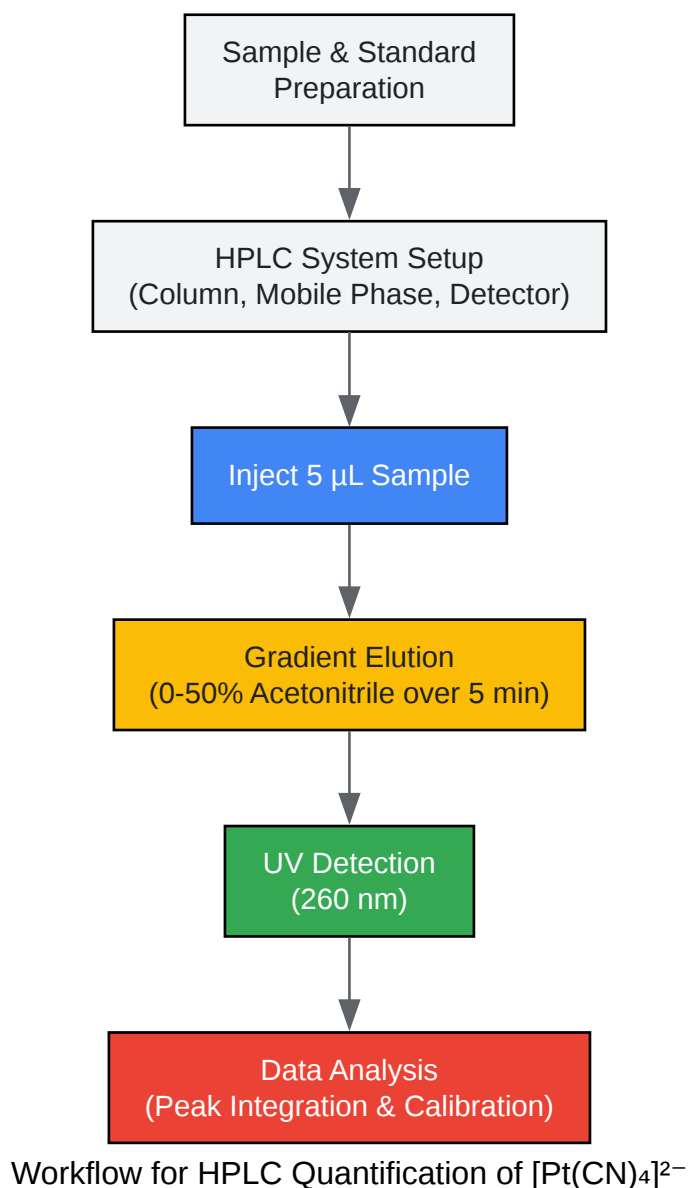 Sample & Standard
Preparation
HPLC System Setup
(Column, Mobile Phase, Detector)
Inject 5 µL Sample
Gradient Elution
(0-50% Acetonitrile over 5 min)
UV Detection
(260 nm)
Data Analysis
(Peak Integration & Calibration)
Workflow for HPLC Quantification of [Pt(CN)₄]²⁻